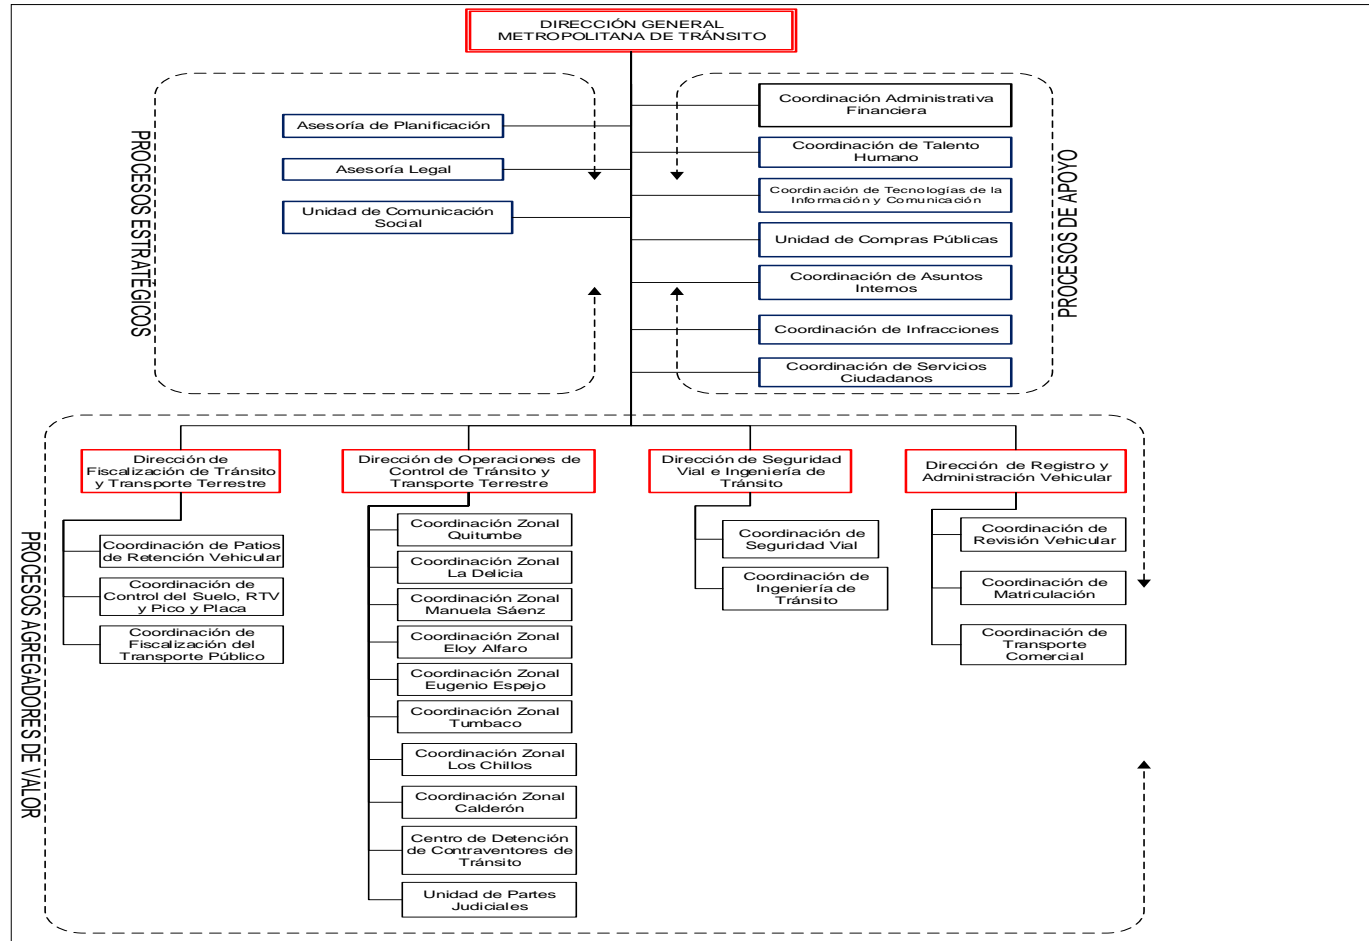 DIRECCIÓN GENERAL
METROPOLITANA DE TRÁNSITO
PROCESOS ESTRATÉGICOS
Asesoría de Planificación
Asesoría Legal
Unidad de Comunicación
Social
Coordinación Administrativa
Financiera
Coordinación de Talento
Humano
Coordinación de Tecnologías de la
Información y Comunicación
Unidad de Compras Públicas
Coordinación de Asuntos
Internos
Coordinación de Infracciones
Coordinación de Servicios
Ciudadanos
PROCESOS DE APOYO
PROCESOS AGREGADORES DE VALOR
Dirección de
Fiscalización de Tránsito
y Transporte Terrestre
Coordinación de Patios
de Retención Vehicular
Coordinación de
Control del Suelo, RTV
y Pico y Placa
Coordinación de
Fiscalización del
Transporte Público
Dirección de Operaciones de
Control de Tránsito y
Transporte Terrestre
Coordinación Zonal
Quitumbe
Coordinación Zonal
La Delicia
Coordinación Zonal
Manuela Sáenz
Coordinación Zonal
Eloy Alfaro
Coordinación Zonal
Eugenio Espejo
Coordinación Zonal
Tumbaco
Coordinación Zonal
Los Chillos
Coordinación Zonal
Calderón
Centro de Detención
de Contraventores de
Tránsito
Unidad de Partes
Judiciales
Dirección de Seguridad
Vial e Ingeniería de
Tránsito
Coordinación de
Seguridad Vial
Coordinación de
Ingeniería de
Tránsito
Dirección de Registro y
Administración Vehicular
Coordinación de
Revisión Vehicular
Coordinación de
Matriculación
Coordinación de
Transporte
Comercial